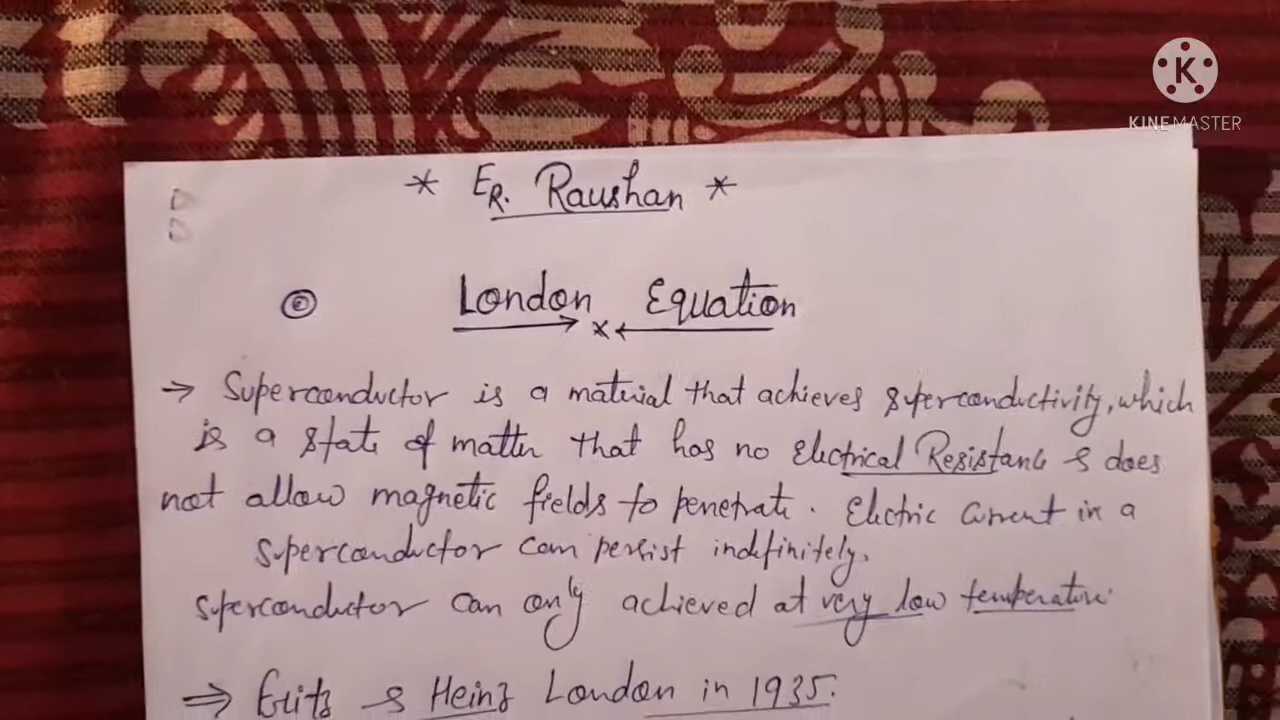 K
KINEMASTER
* ER. Raushan *
London Equation
→ Superconductor is a material that achieves superconductivity, which
is a state of matter that has no Electrical Resistance & does
not allow magnetic fields to penetrate. Electric current in a
superconductor can persist indefinitely.
superconductor can only achieved at very low temperature
⇒ Fritz & Heinz London in 1935.